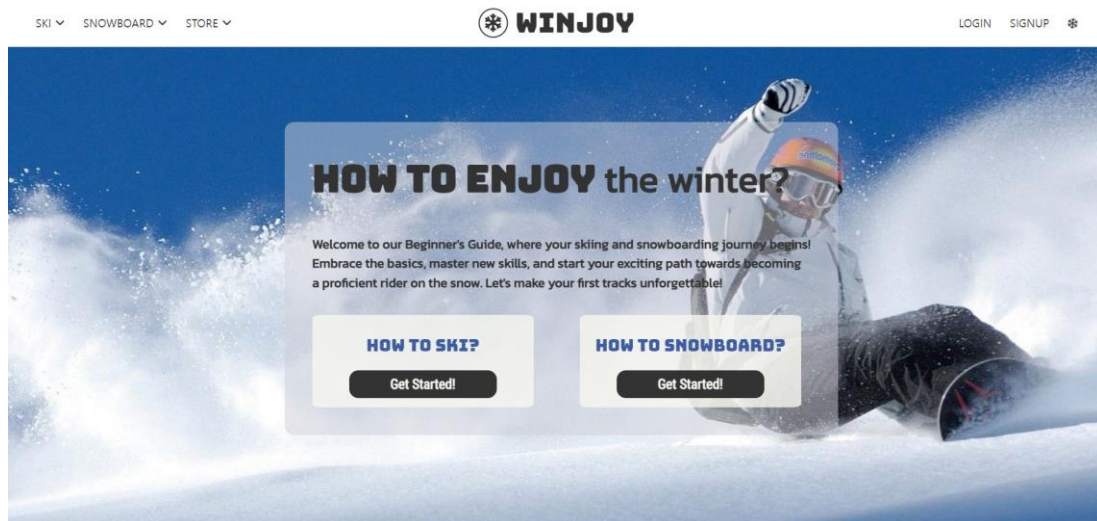 SKI SNOWBOARD STORE WINJOY LOGIN SIGNUP
HOW TO ENJOY the winter?
Welcome to our Beginner's Guide, where your skiing and snowboarding journey begins!
Embrace the basics, master new skills, and start your exciting path towards becoming
a proficient rider on the snow. Let's make your first tracks unforgettable!
HOW TO SKI? HOW TO SNOWBOARD?
Get Started! Get Started!